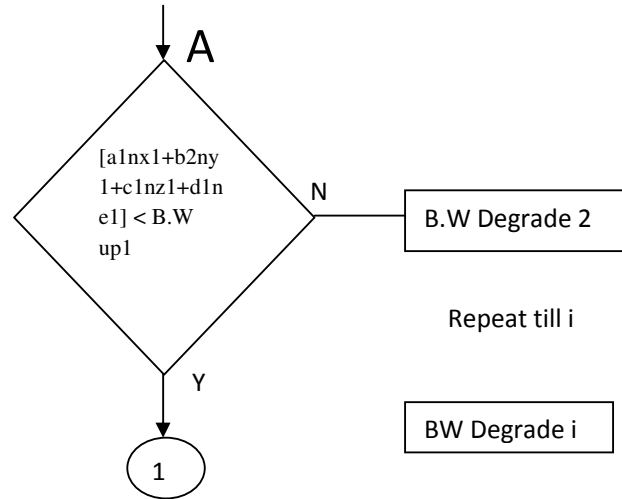 A
[a1nx1+b2ny
1+c1nz1+d1n
e1] < B.W
up1
N
B.W Degrade 2
Repeat till i
Y
BW Degrade i
1